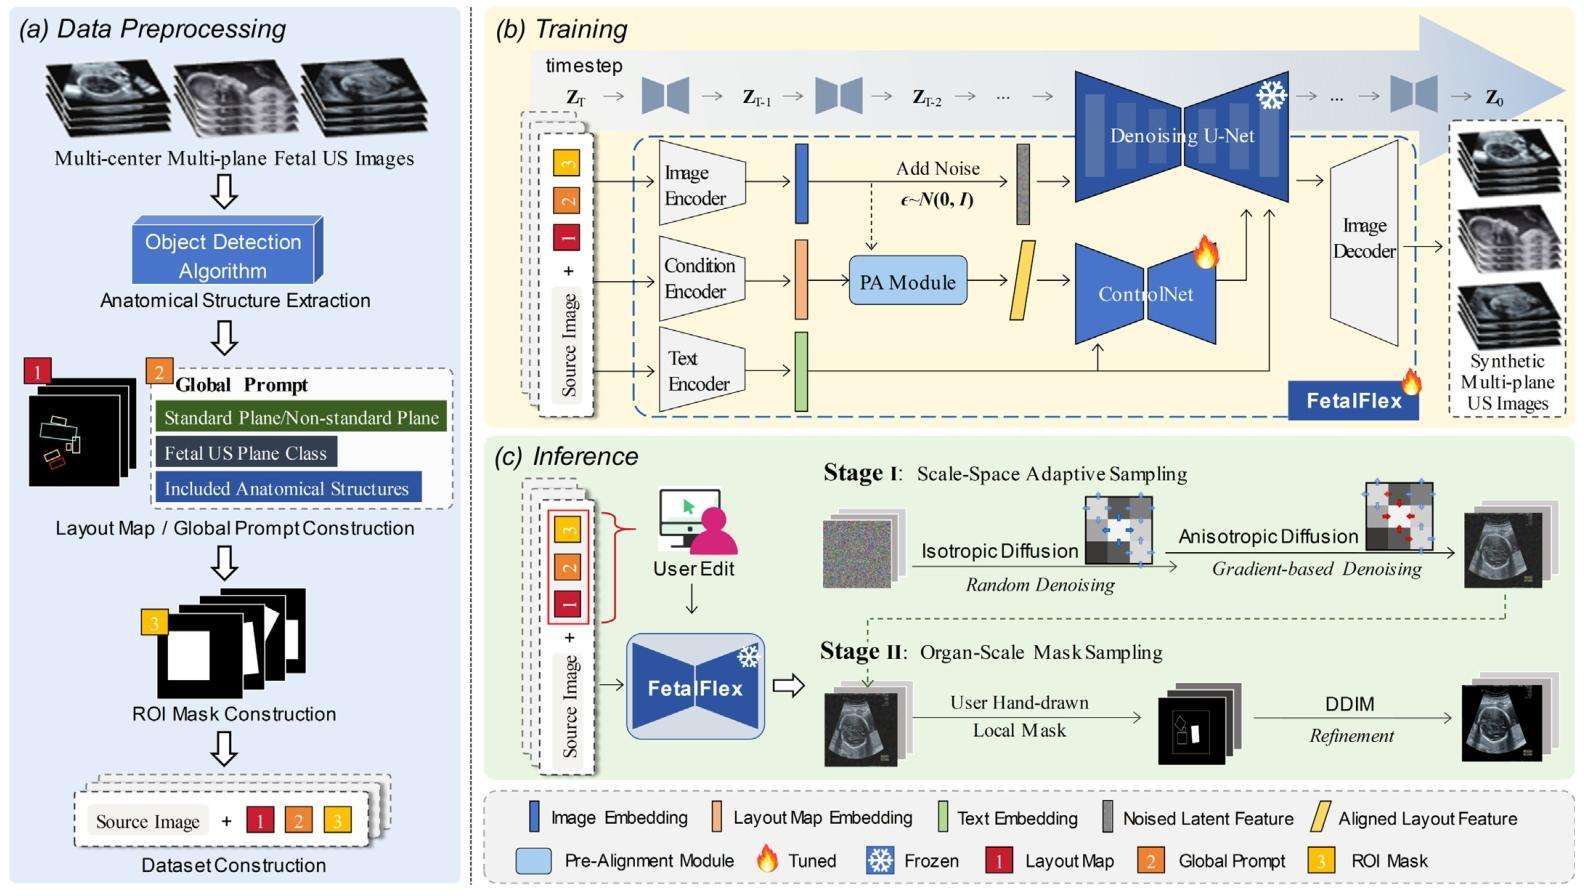 (a) Data Preprocessing
Multi-center Multi-plane Fetal US Images
Object Detection
Algorithm
Anatomical Structure Extraction
1
2
Global Prompt
Standard Plane/Non-standard Plane
Fetal US Plane Class
Included Anatomical Structures
Layout Map / Global Prompt Construction
3
ROI Mask Construction
Source Image + 1 2 3
Dataset Construction
(b) Training
timestep
Z_T Z_T-1 Z_T-2 ... ... Z_0
3
2
1
+
Source Image
Image
Encoder
Add Noise
ϵ~N(0, I)
Denoising U-Net
Condition
Encoder
PA Module
ControlNet
Text
Encoder
Image
Decoder
FetalFlex
Synthetic
Multi-plane
US Images
(c) Inference
3
2
1
+
Source Image
User Edit
FetalFlex
Stage I: Scale-Space Adaptive Sampling
Isotropic Diffusion
Random Denoising
Anisotropic Diffusion
Gradient-based Denoising
Stage II: Organ-Scale Mask Sampling
User Hand-drawn
Local Mask
DDIM
Refinement
Image Embedding
Layout Map Embedding
Text Embedding
Noised Latent Feature
Aligned Layout Feature
Pre-Alignment Module
Tuned
Frozen
1 Layout Map
2 Global Prompt
3 ROI Mask